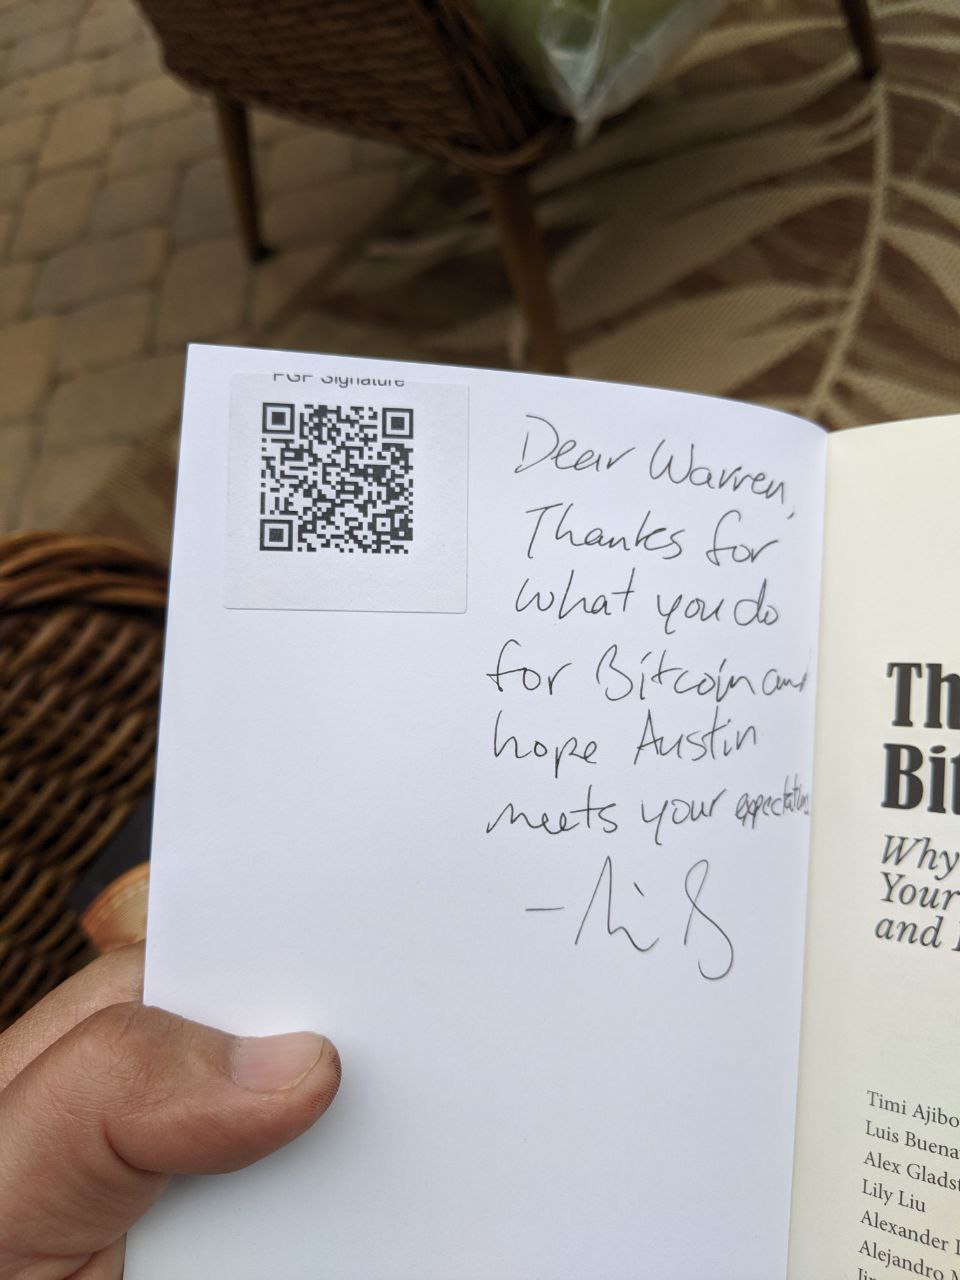 PGP Signature
Dear Warren,
Thanks for
what you do
for Bitcoin and
hope Austin
meets your expectations
Th
Bit
Why
Your
and
Timi Ajibo
Luis Buena
Alex Gladst
Lily Liu
Alexander
Alejandro